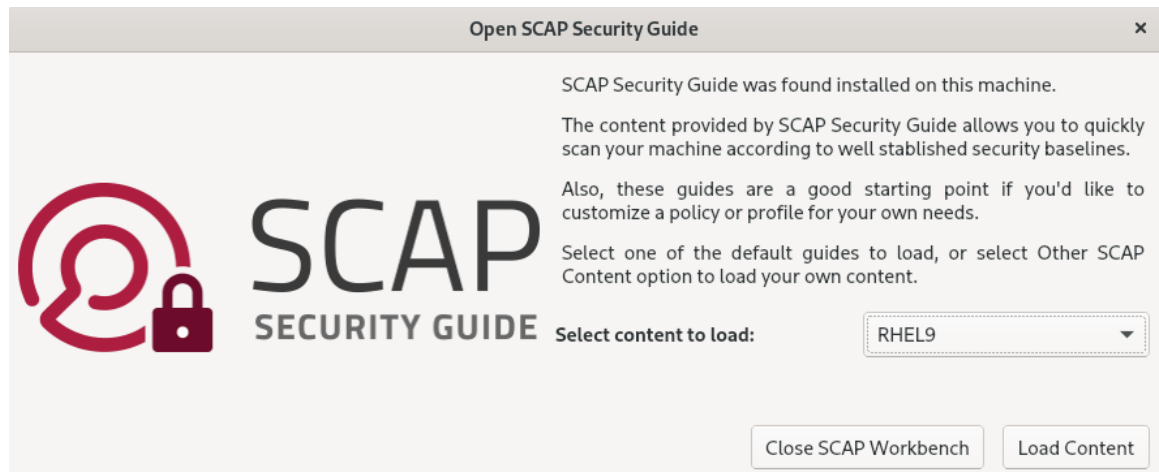 Open SCAP Security Guide
×
SCAP Security Guide was found installed on this machine.
The content provided by SCAP Security Guide allows you to quickly
scan your machine according to well stablished security baselines.
Also, these guides are a good starting point if you'd like to
customize a policy or profile for your own needs.
Select one of the default guides to load, or select Other SCAP
Content option to load your own content.
SCAP
SECURITY GUIDE
Select content to load:
RHEL9
Close SCAP Workbench
Load Content